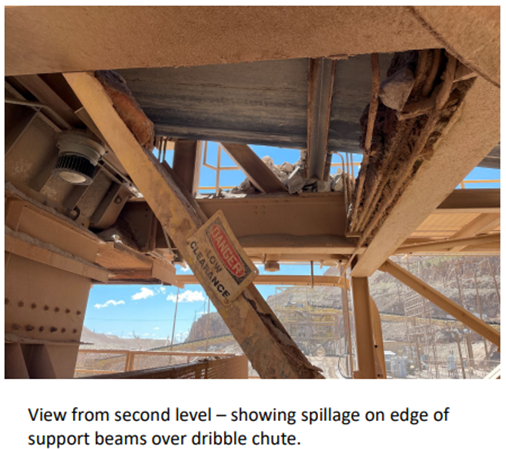 DANGER
LOW
CLEARANCE
View from second level – showing spillage on edge of
support beams over dribble chute.